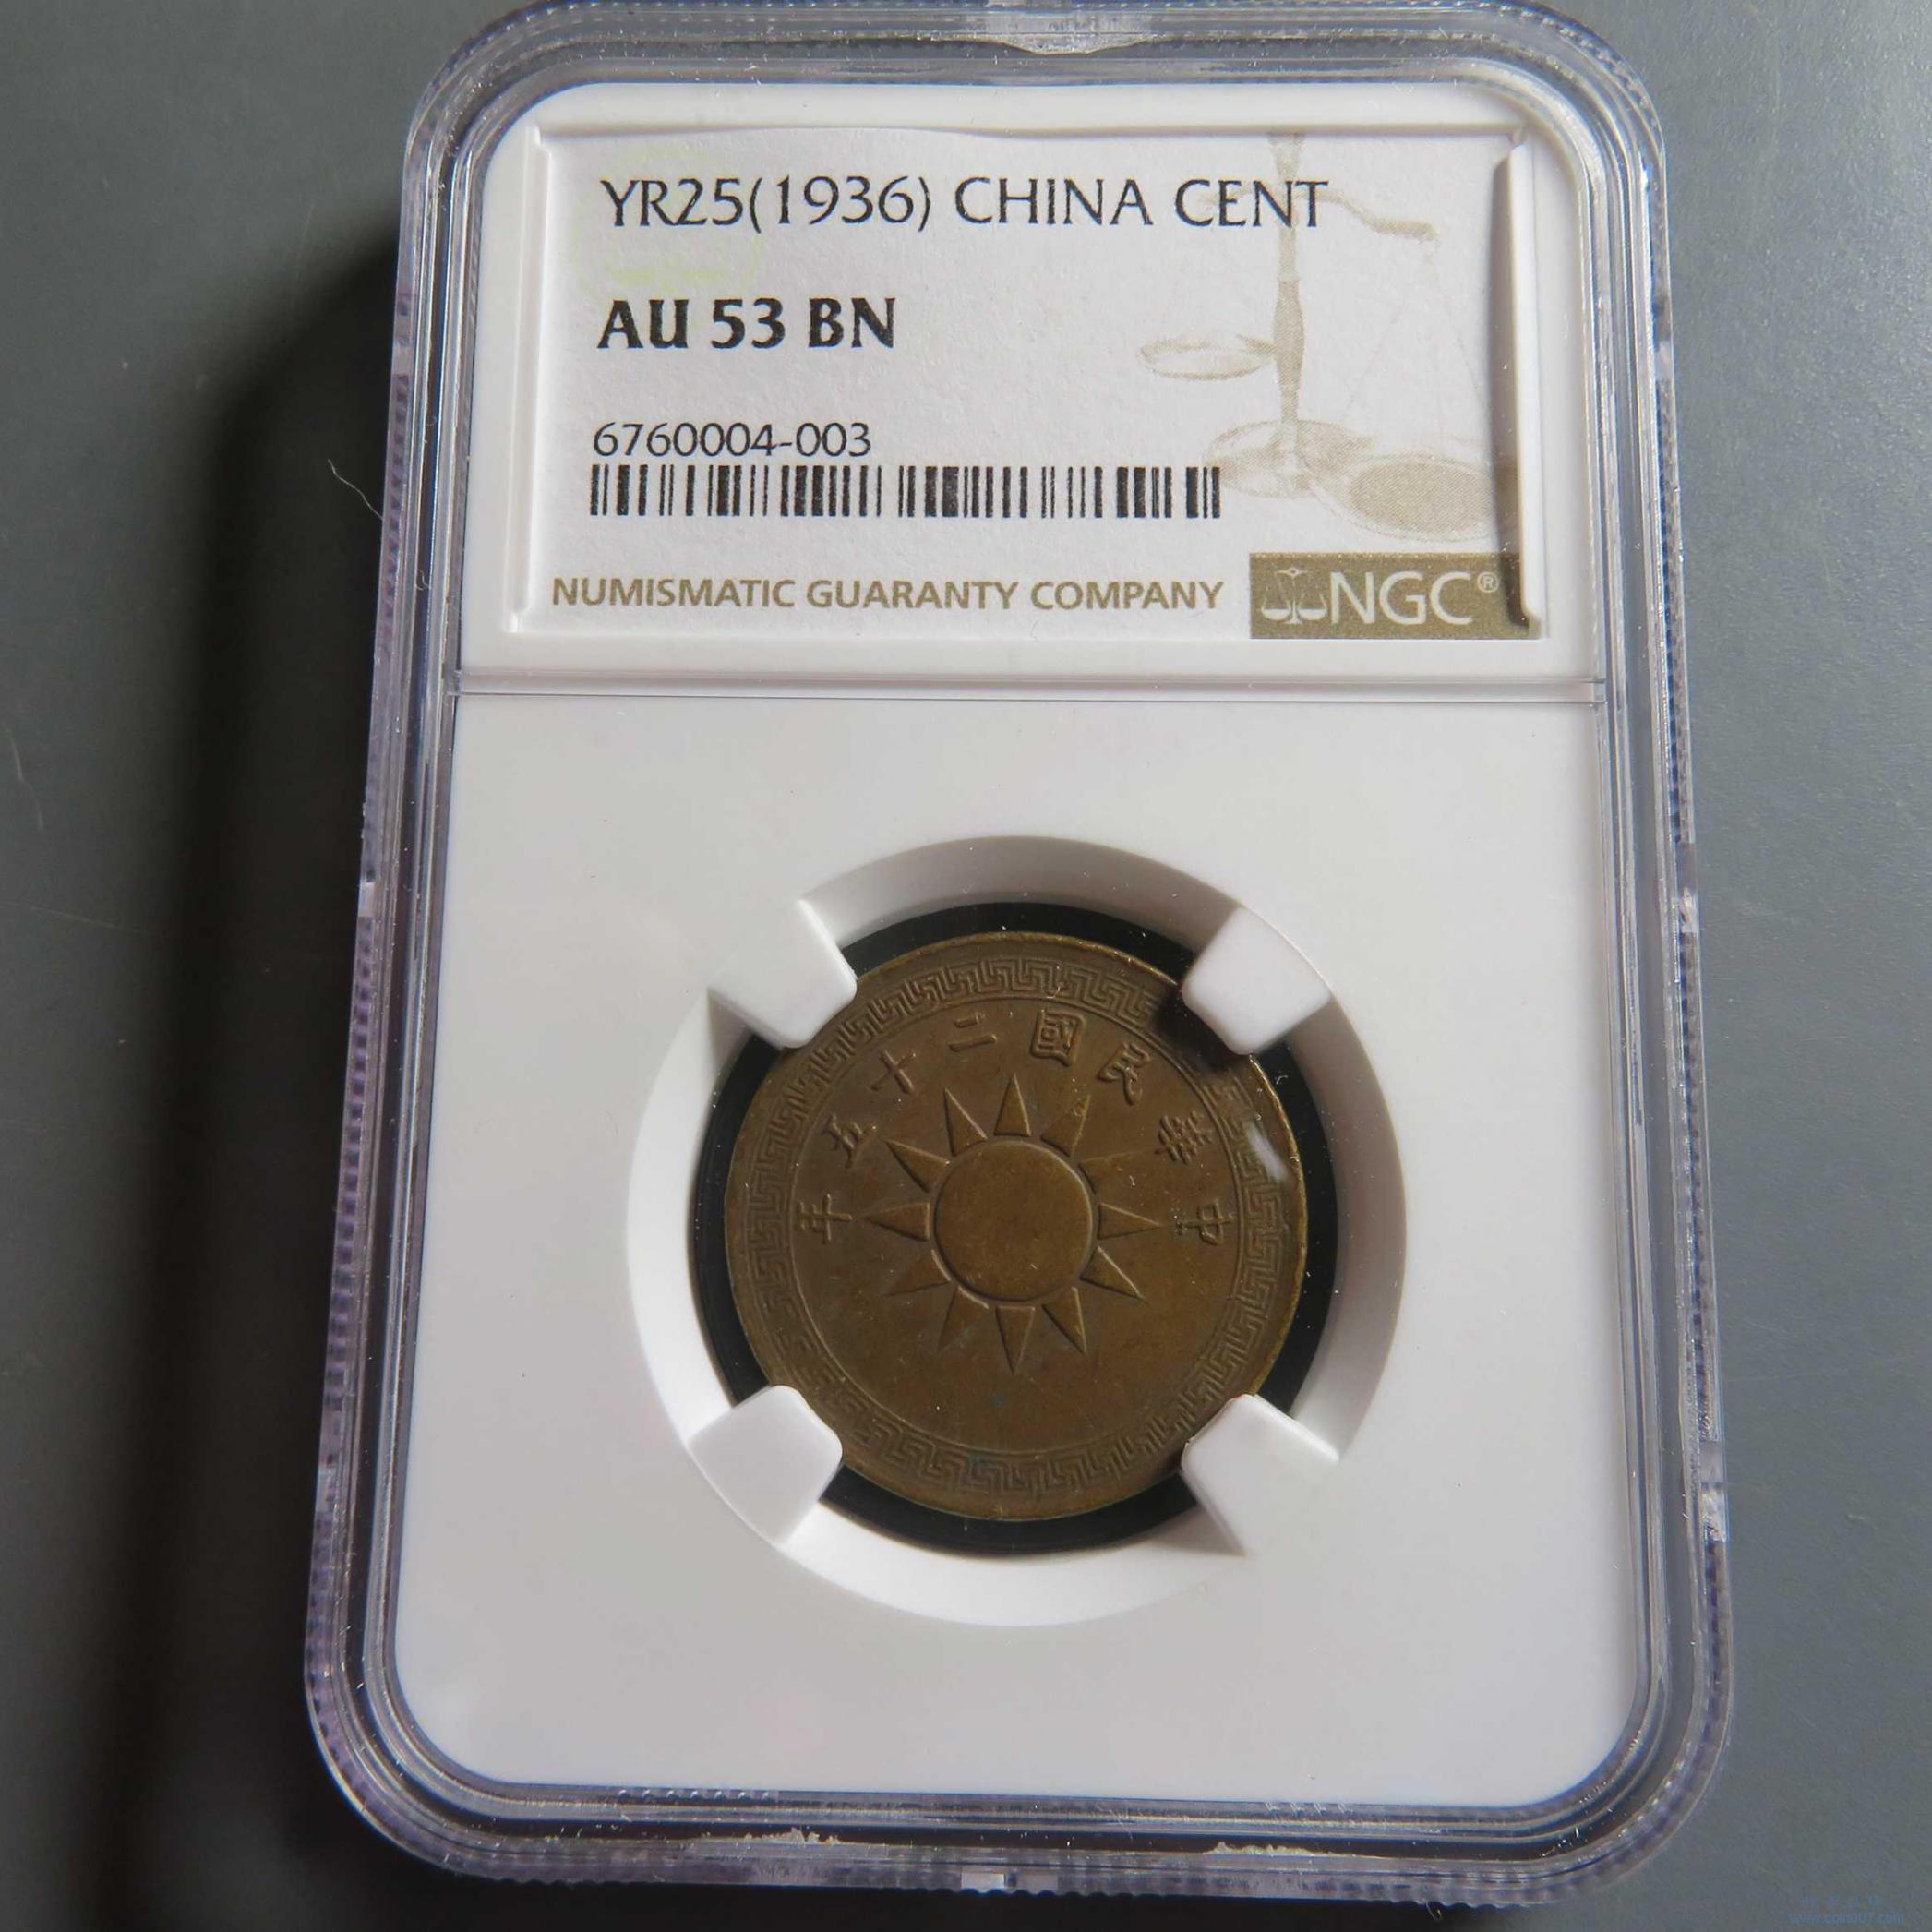 YR25(1936) CHINA CENT
AU 53 BN
6760004-003
NUMISMATIC GUARANTY COMPANY NGC®
年五十二國民華中